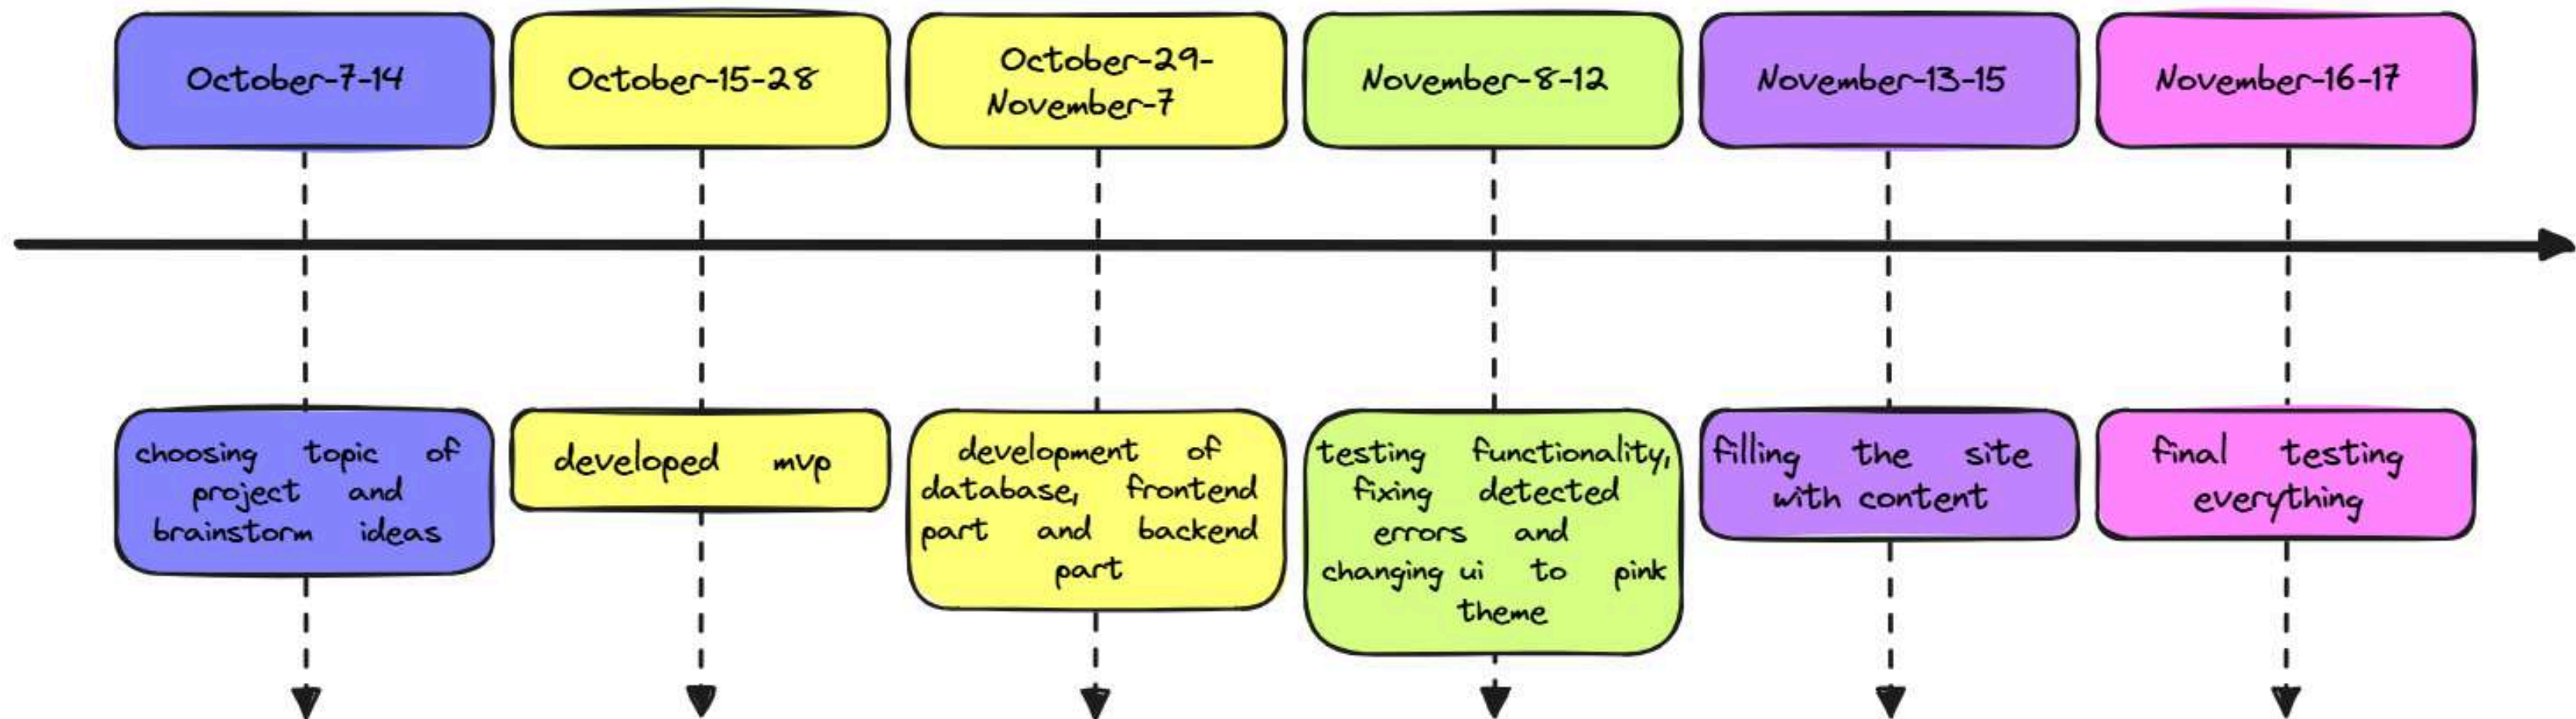 October-7-14
October-15-28
October-29-
November-7
November-8-12
November-13-15
November-16-17
choosing topic of
project and
brainstorm ideas
developed mvp
development of
database, frontend
part and backend
part
testing functionality,
fixing detected
errors and
changing ui to pink
theme
filling the site
with content
final testing
everything